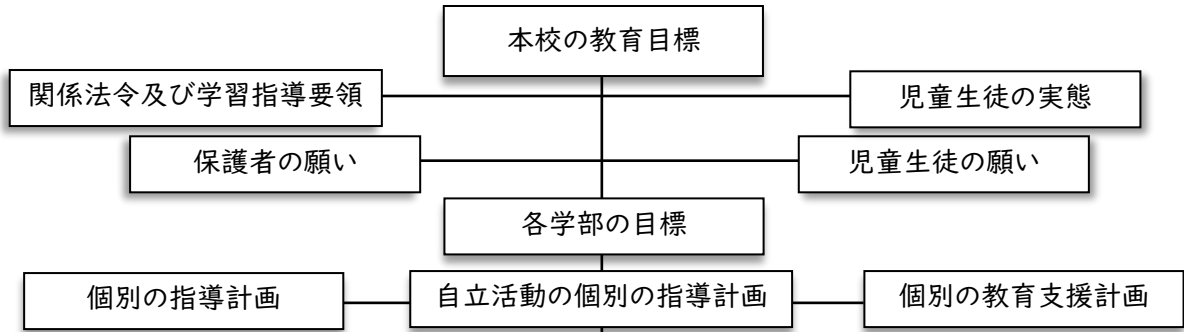 本校の教育目標
関係法令及び学習指導要領
児童生徒の実態
保護者の願い
児童生徒の願い
各学部の目標
個別の指導計画
自立活動の個別の指導計画
個別の教育支援計画